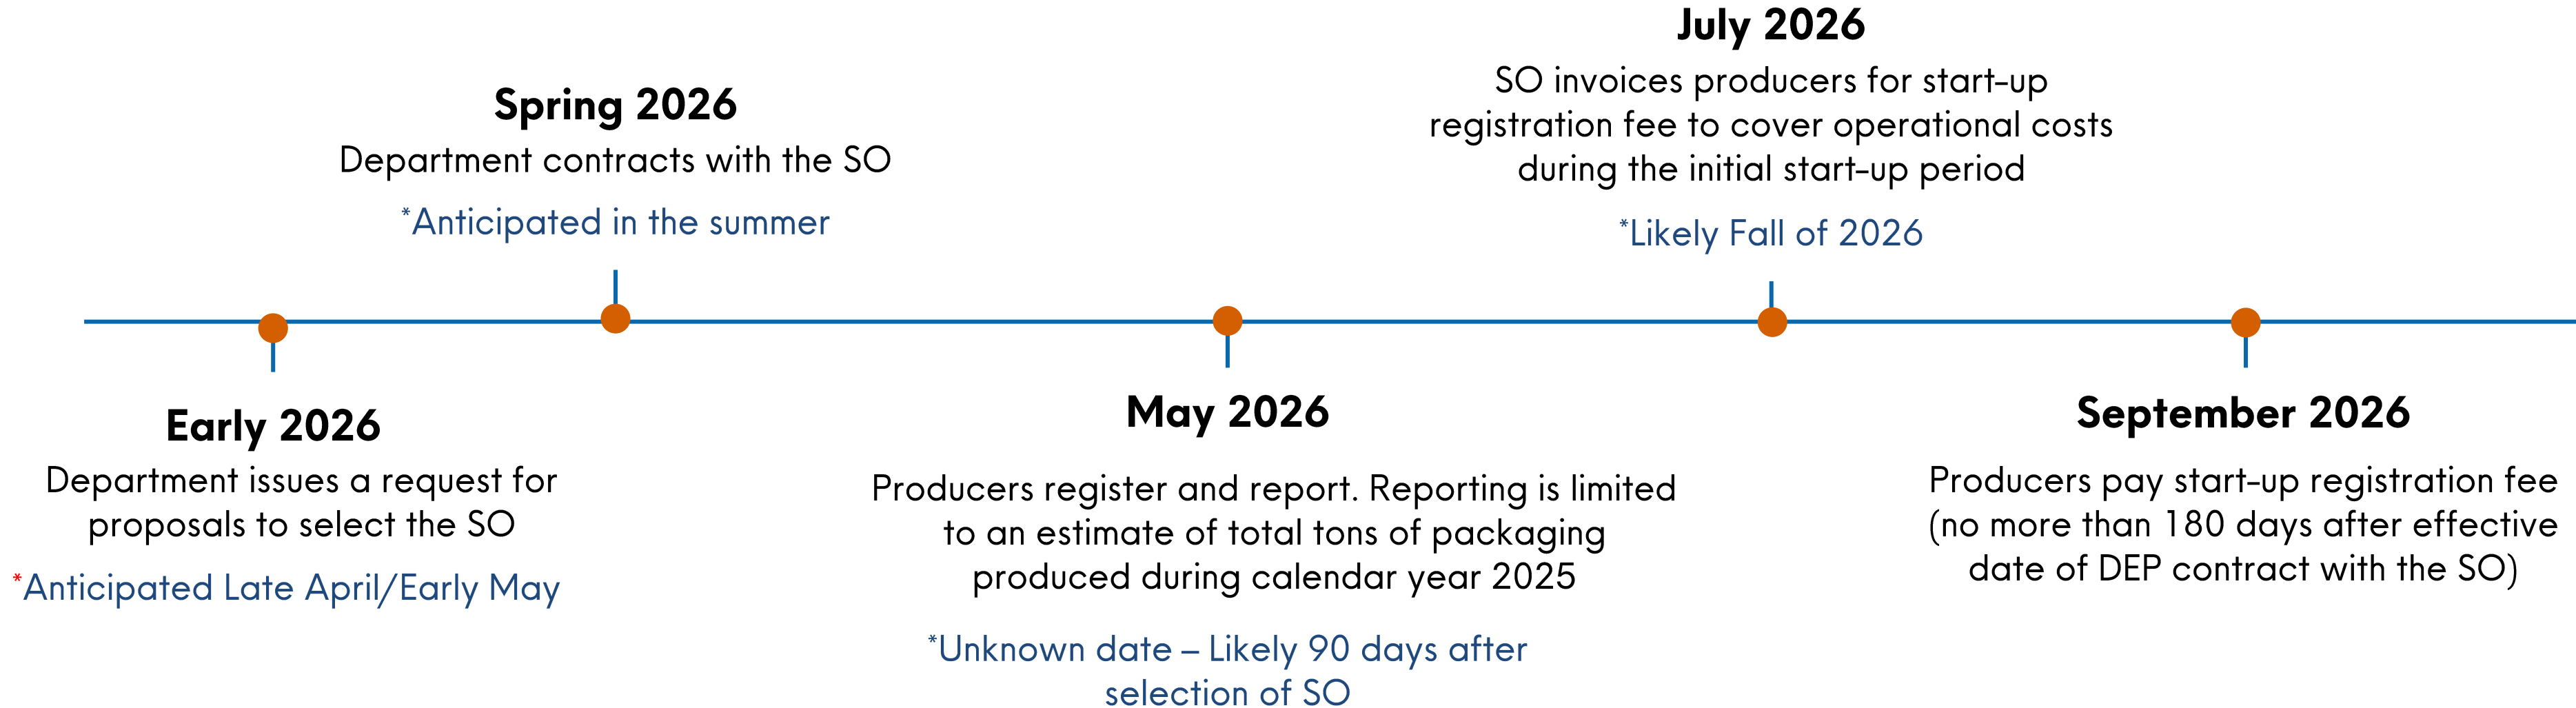 Early 2026
Department issues a request for
proposals to select the SO
*Anticipated Late April/Early May
Spring 2026
Department contracts with the SO
*Anticipated in the summer
May 2026
Producers register and report. Reporting is limited
to an estimate of total tons of packaging
produced during calendar year 2025
*Unknown date – Likely 90 days after
selection of SO
July 2026
SO invoices producers for start-up
registration fee to cover operational costs
during the initial start-up period
*Likely Fall of 2026
September 2026
Producers pay start-up registration fee
(no more than 180 days after effective
date of DEP contract with the SO)